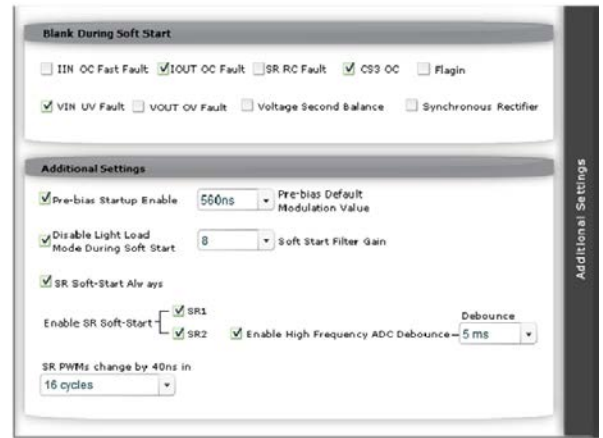 Blank During Soft Start
IIN OC Fast Fault IOUT OC Fault SR RC Fault CS3 OC Flagin
VIN UV Fault VOUT OV Fault Voltage Second Balance Synchronous Rectifier
Additional Settings
Pre-bias Startup Enable 560ns Pre-bias Default
Modulation Value
Disable Light Load
Mode During Soft Start 8 Soft Start Filter Gain
SR Soft-Start Alw ays
Enable SR Soft-Start
SR1
SR2
Enable High Frequency ADC Debounce
Debounce
5 ms
SR PWMs change by 40ns in
16 cycles
Additional Settings